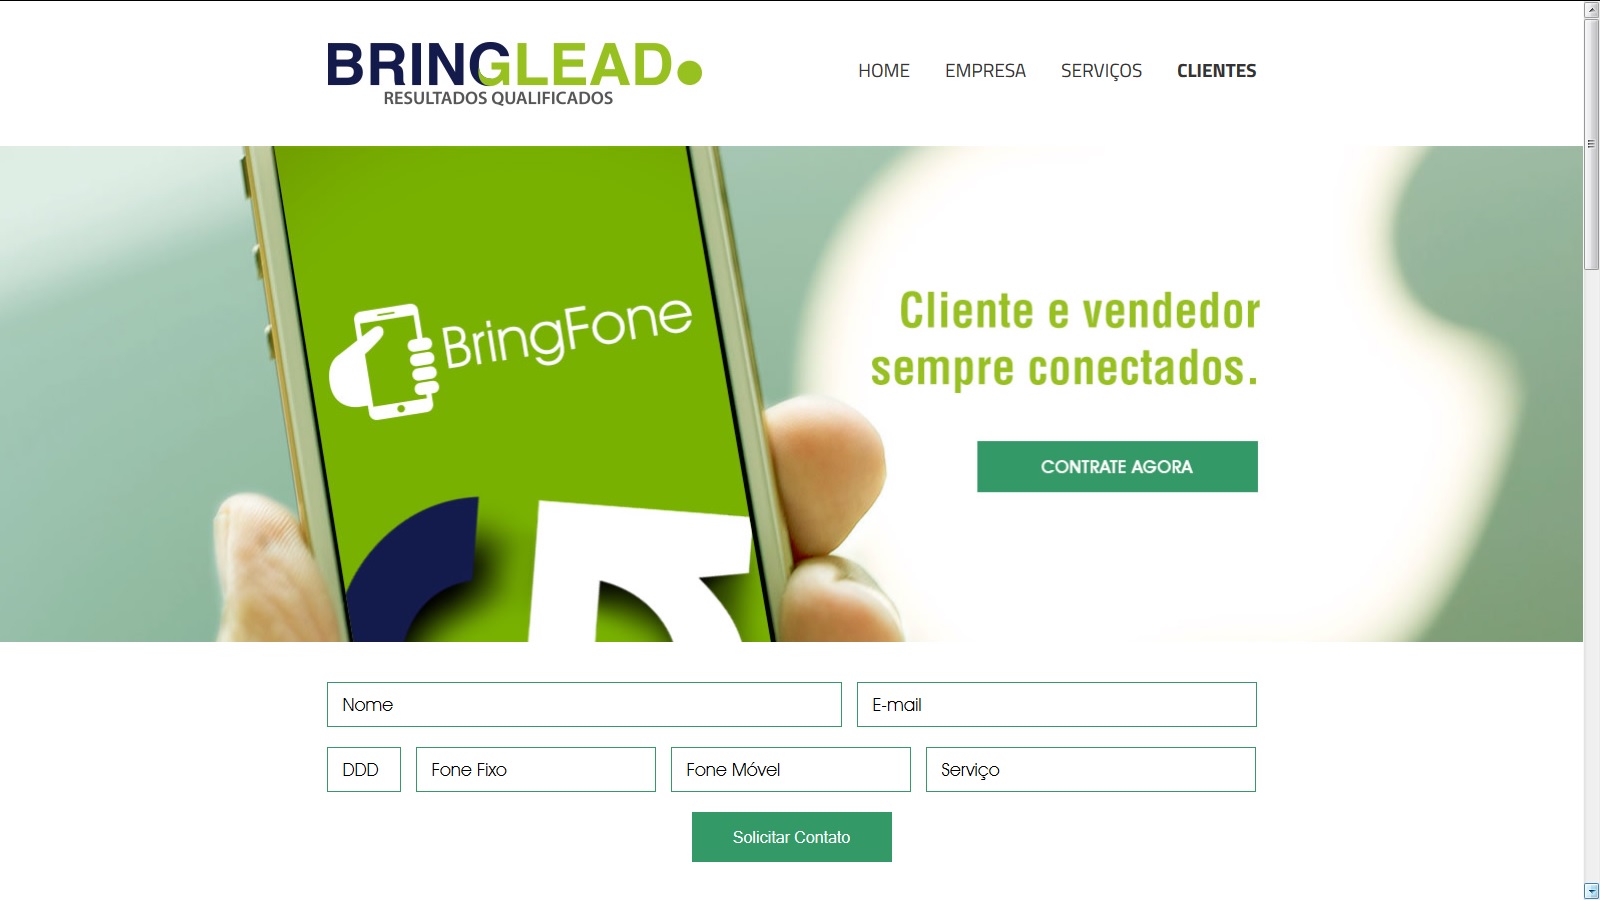 BRINGLEAD
RESULTADOS QUALIFICADOS
HOME EMPRESA SERVIÇOS CLIENTES
BringFone
Cliente e vendedor
sempre conectados.
CONTRATE AGORA
Nome E-mail
DDD Fone Fixo Fone Móvel Serviço
Solicitar Contato